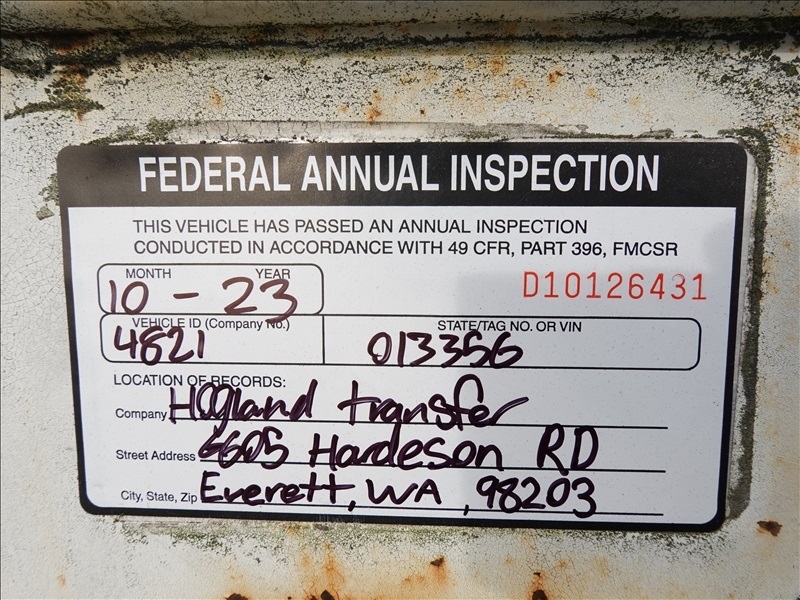 FEDERAL ANNUAL INSPECTION
THIS VEHICLE HAS PASSED AN ANNUAL INSPECTION
CONDUCTED IN ACCORDANCE WITH 49 CFR, PART 396, FMCSR
MONTH YEAR
10 - 23
D10126431
VEHICLE ID (Company No.) STATE/TAG NO. OR VIN
4821 013356
LOCATION OF RECORDS:
Company Hogland transfer
Street Address 6605 Hardeson RD
City, State, Zip Everett, WA, 98203